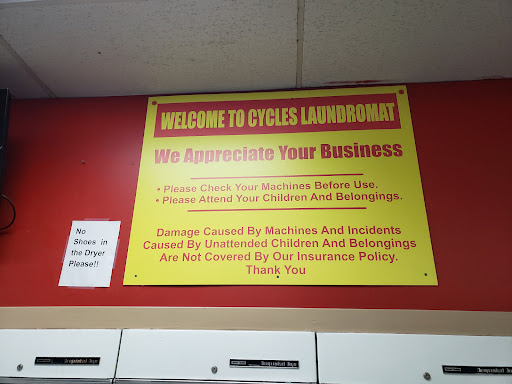 WELCOME TO CYCLES LAUNDROMAT
We Appreciate Your Business
• Please Check Your Machines Before Use.
• Please Attend Your Children And Belongings.
Damage Caused By Machines And Incidents
Caused By Unattended Children And Belongings
Are Not Covered By Our Insurance Policy.
Thank You
No
Shoes in
the Dryer
Please!!